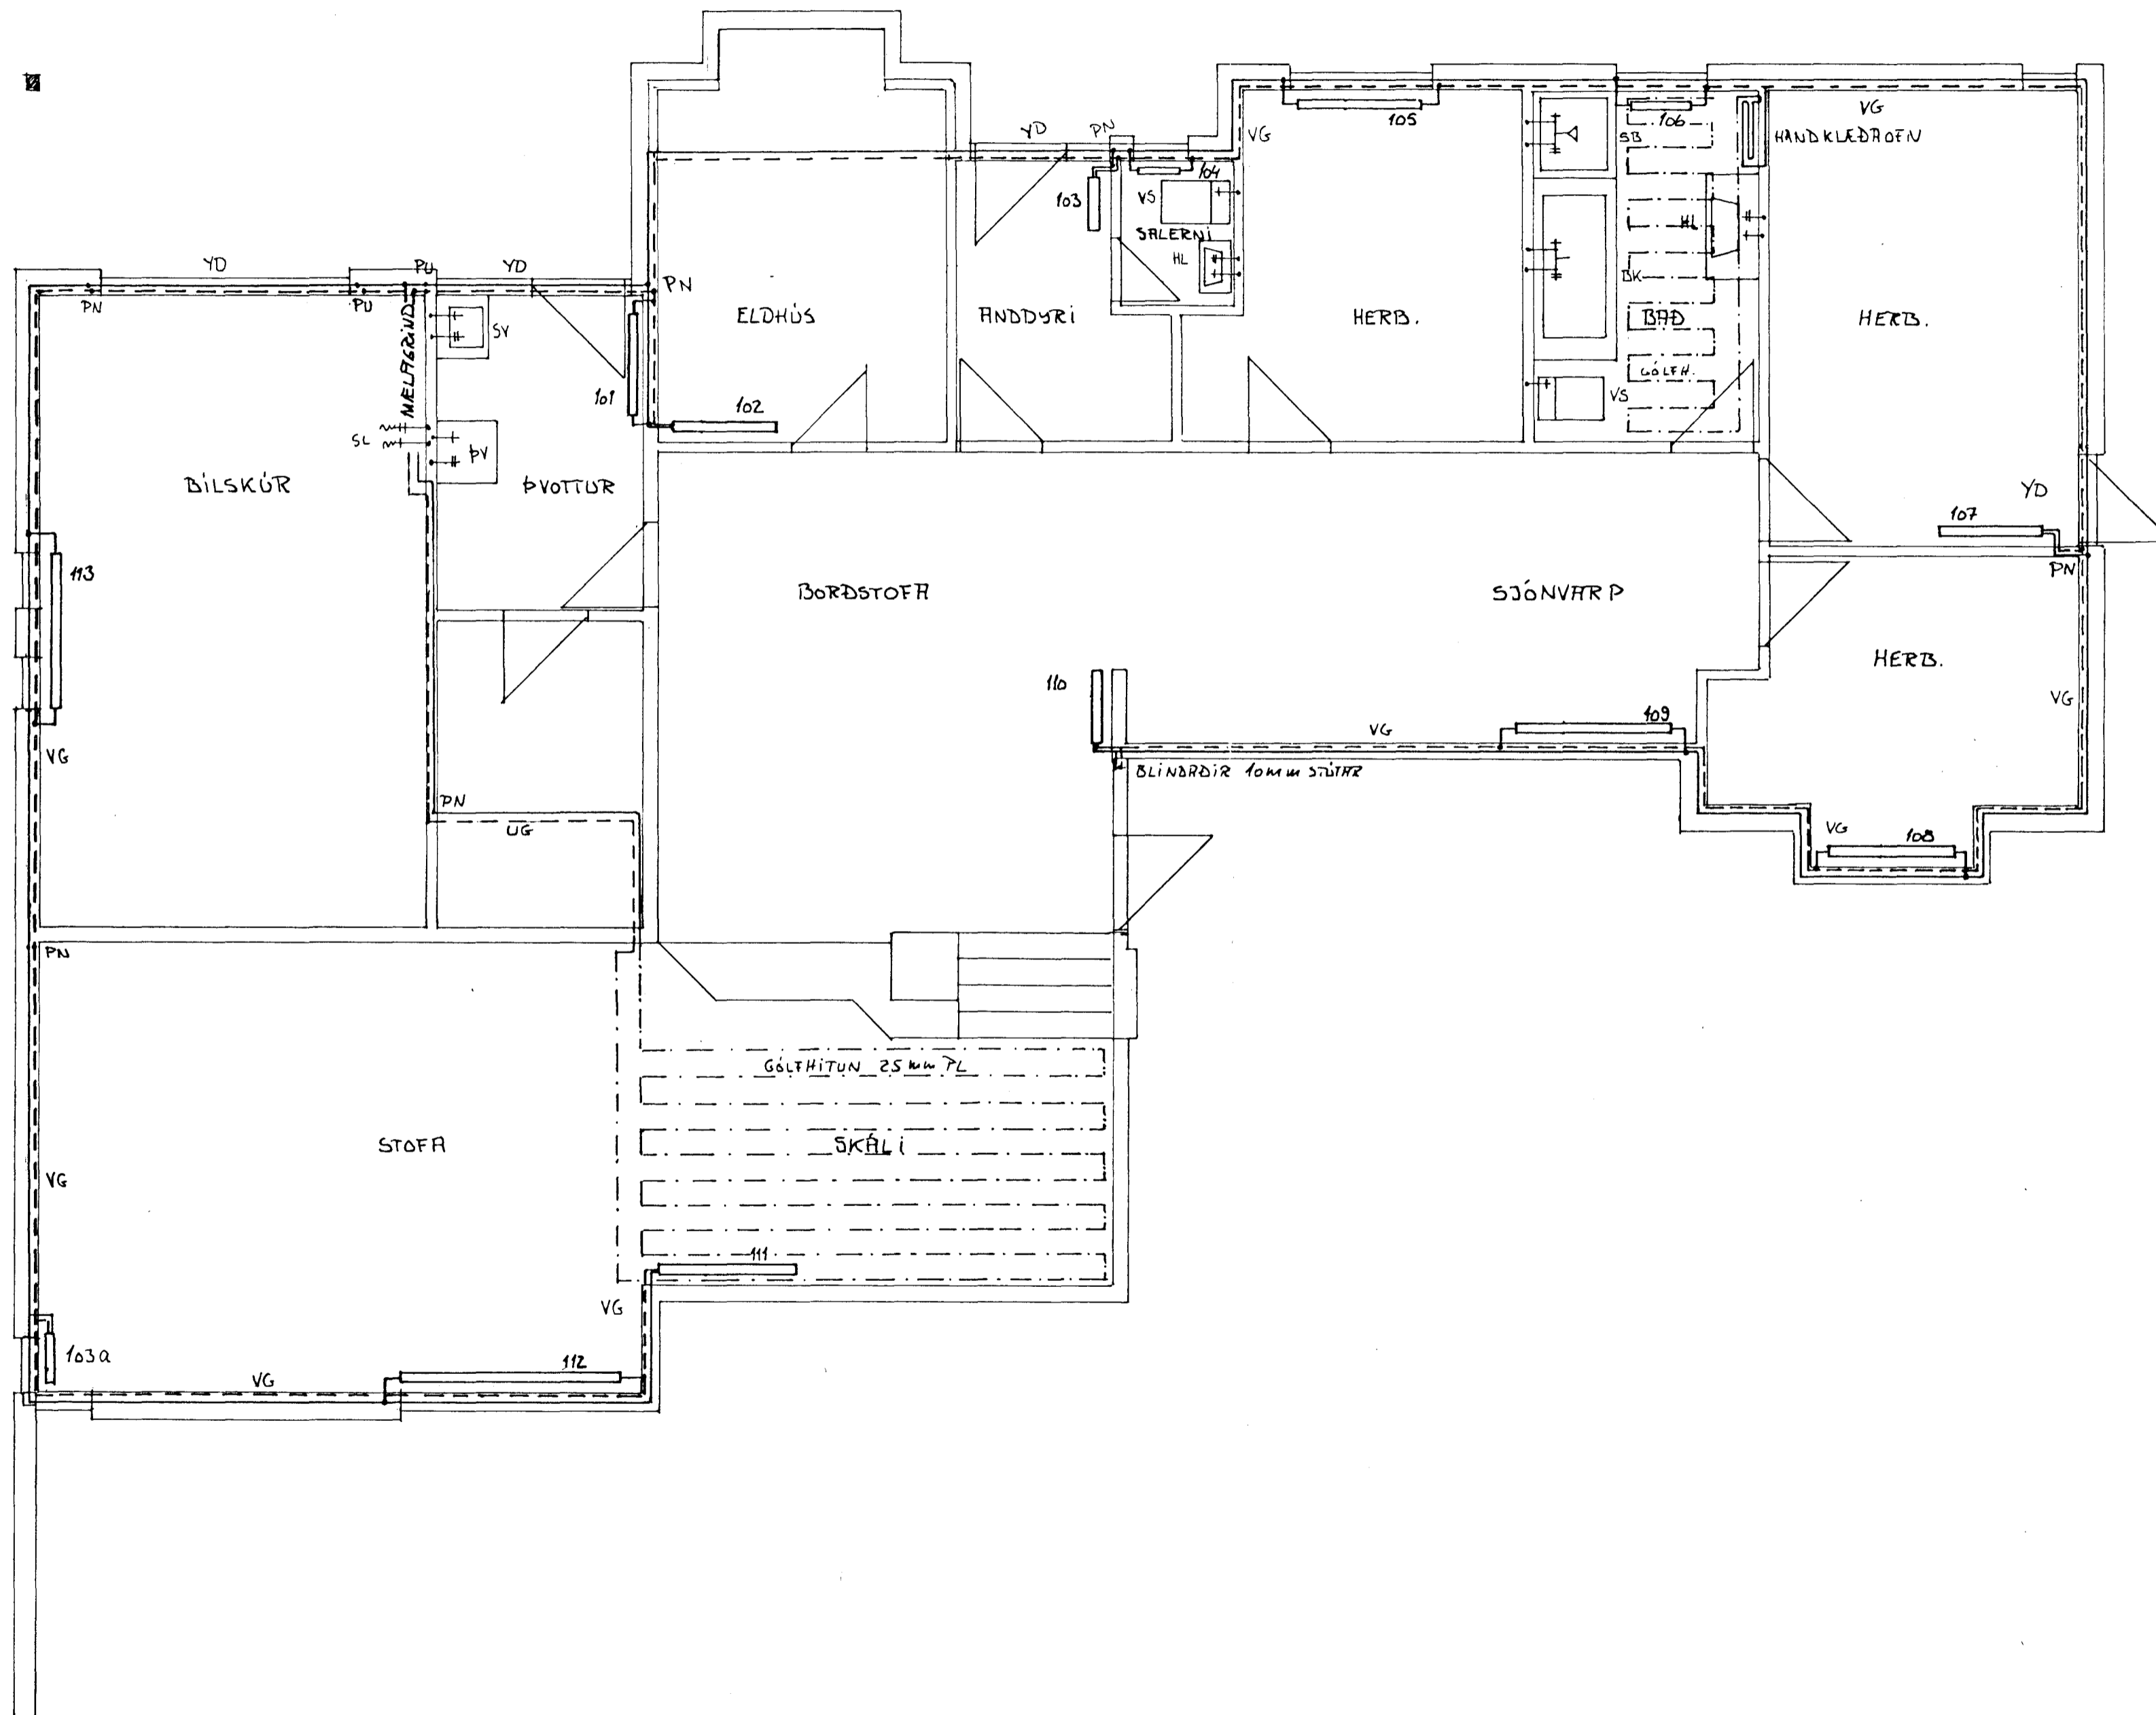 YD
PN
105
106
SB
VG
HANDKLÆÐAOFN
VG
103
104
VS
SALERNI
HL
HL
YD
PU
YD
PN
PU
PN
MÆLAGRIND
SV
ELDHÚS
ANDDYRI
HERB.
BK
BAÐ
GÓLFH.
VS
HERB.
101
102
SL
ÞV
BÍLSKÚR
ÞVOTTUR
YD
107
PN
113
BORÐSTOFA
SJÓNVARP
HERB.
110
109
VG
VG
VG
BLINDAÐIR 10mm STÚTAR
PN
UG
VG
108
PN
GÓLFHITUN 25mm PL
STOFA
SKÁLI
VG
111
VG
103a
VG
112